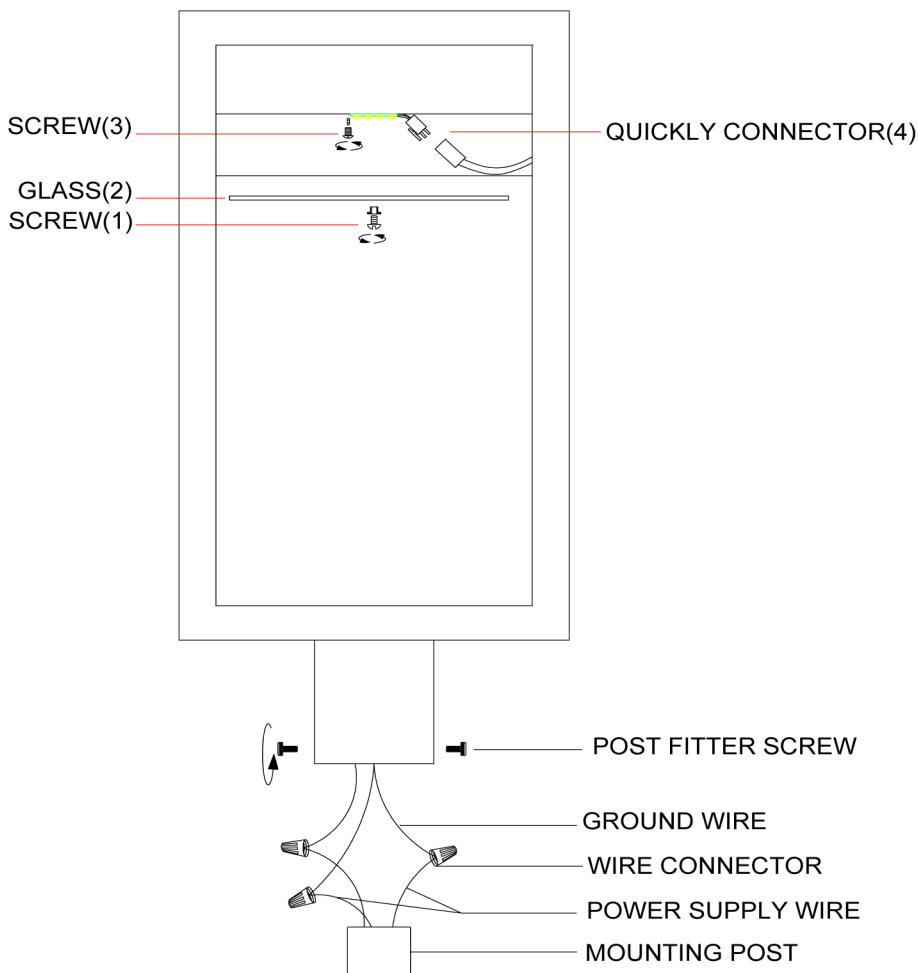 SCREW(3)
QUICKLY CONNECTOR(4)
GLASS(2)
SCREW(1)
POST FITTER SCREW
GROUND WIRE
WIRE CONNECTOR
POWER SUPPLY WIRE
MOUNTING POST